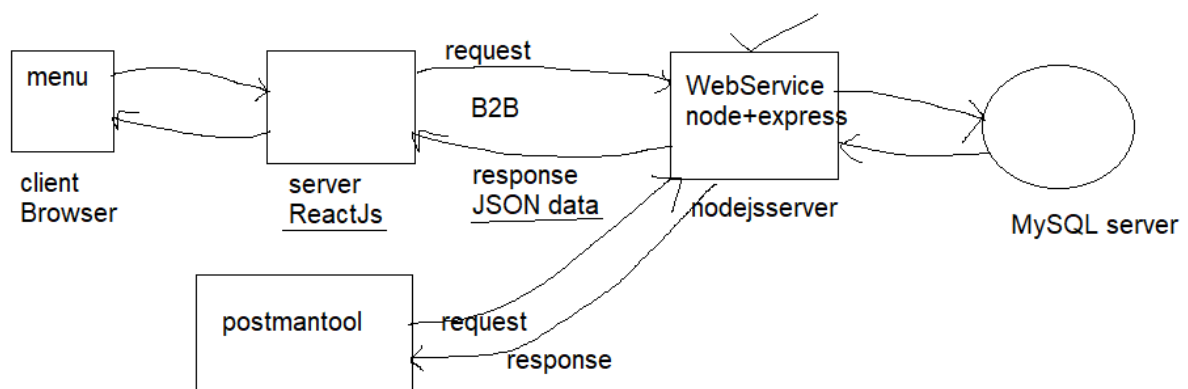 menu
client
Browser
server
ReactJs
request
B2B
response
JSON data
WebService
node+express
nodejsserver
MySQL server
postmantool
request
response